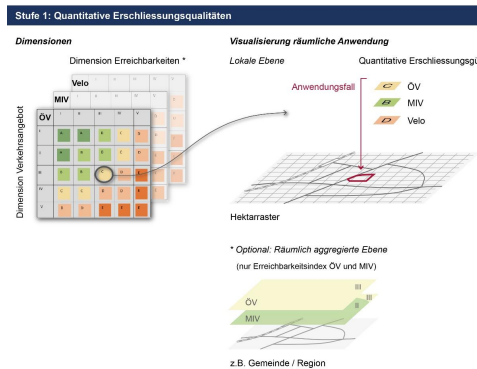 Stufe 1: Quantitative Erschliessungsqualitäten
Dimensionen
Dimension Erreichbarkeiten *
Dimension Verkehrsangebot
Velo
MIV
ÖV
Visualisierung räumliche Anwendung
Lokale Ebene
Quantitative Erschliessungsgü
Anwendungsfall
C ÖV
B MIV
D Velo
Hektarraster
* Optional: Räumlich aggregierte Ebene
(nur Erreichbarkeitsindex ÖV und MIV)
ÖV III
MIV II III
z.B. Gemeinde / Region